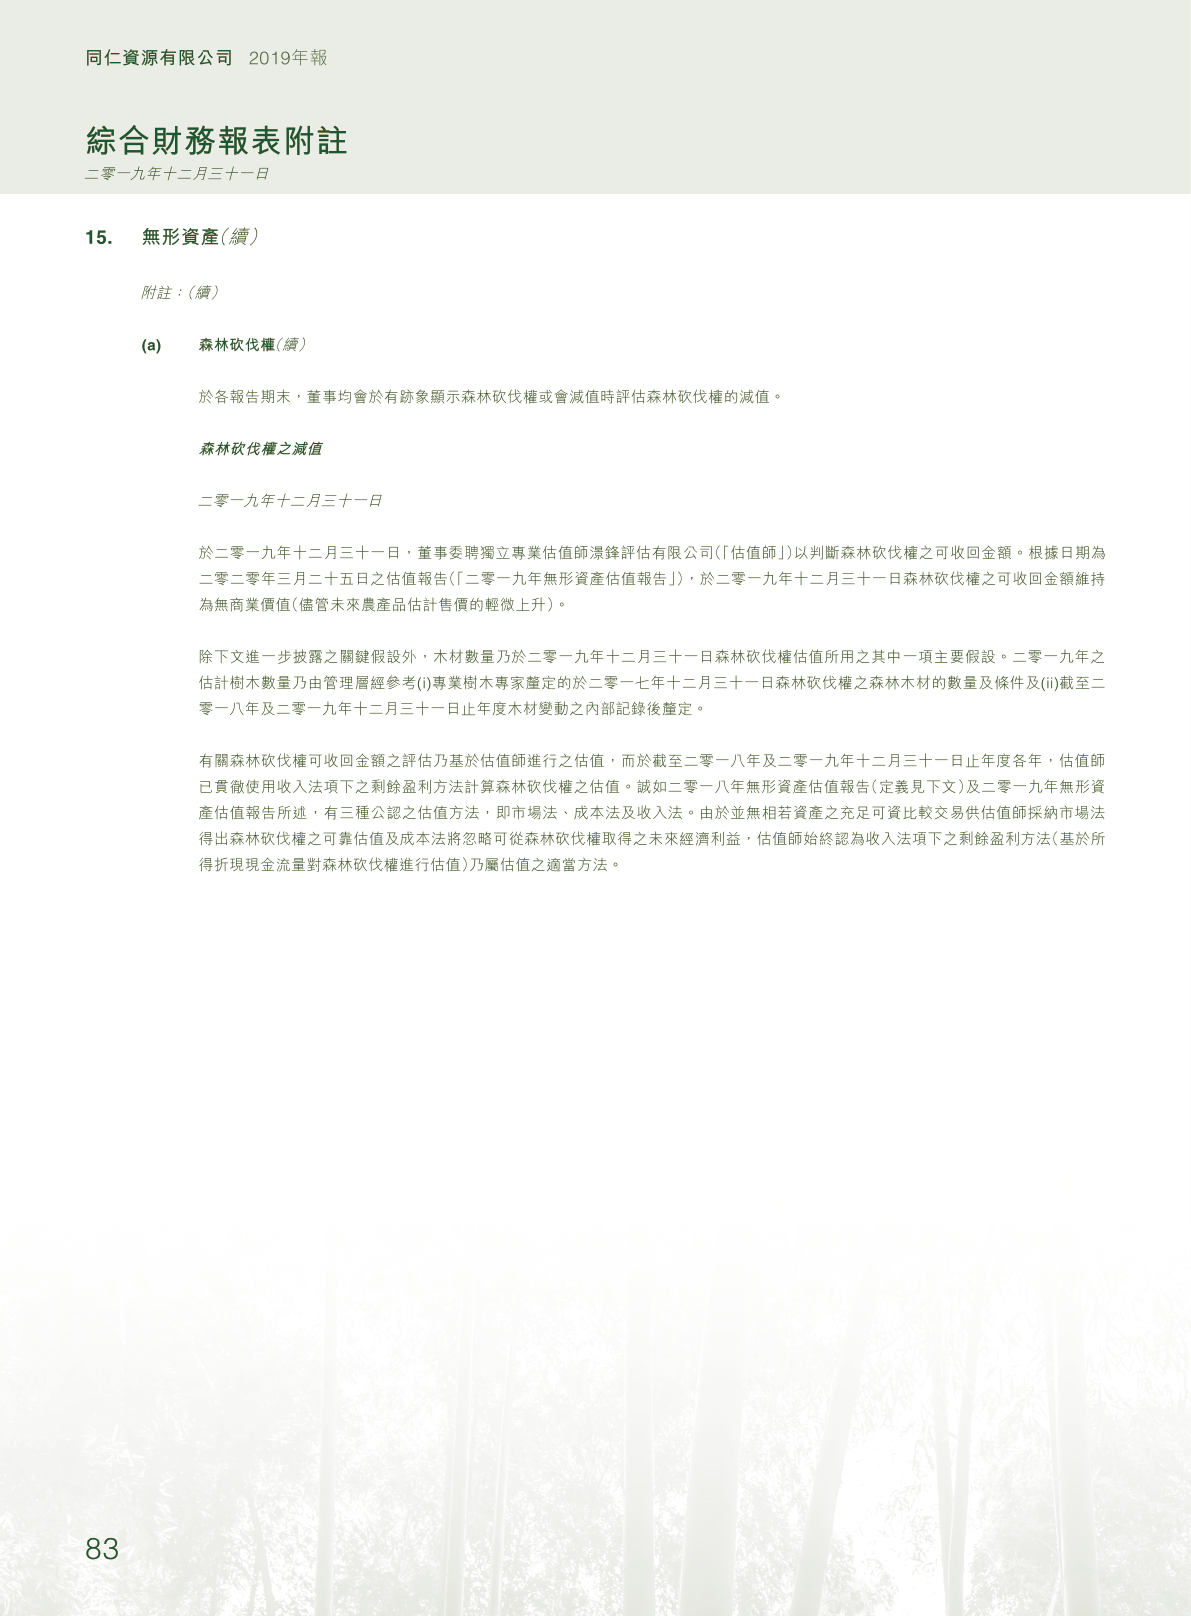 同仁資源有限公司 2019年報
綜合財務報表附註
二零一九年十二月三十一日
15. 無形資產(續)
附註：(續)
(a) 森林砍伐權(續)
於各報告期末，董事均會於有跡象顯示森林砍伐權或會減值時評估森林砍伐權的減值。
森林砍伐權之減值
二零一九年十二月三十一日
於二零一九年十二月三十一日，董事委聘獨立專業估值師漂鋒評估有限公司(「估值師」)以判斷森林砍伐權之可收回金額。根據日期為
二零二零年三月二十五日之估值報告(「二零一九年無形資產估值報告」)，於二零一九年十二月三十一日森林砍伐權之可收回金額維持
為無商業價值(儘管未來農產品估計售價的輕微上升)。
除下文進一步披露之關鍵假設外，木材數量乃於二零一九年十二月三十一日森林砍伐權估值所用之其中一項主要假設。二零一九年之
估計樹木數量乃由管理層經參考(i)專業樹木專家釐定的於二零一七年十二月三十一日森林砍伐權之森林木材的數量及條件及(ii)截至二
零一八年及二零一九年十二月三十一日止年度木材變動之內部記錄後釐定。
有關森林砍伐權可收回金額之評估乃基於估值師進行之估值，而於截至二零一八年及二零一九年十二月三十一日止年度各年，估值師
已貫徹使用收入法項下之剩餘盈利方法計算森林砍伐權之估值。誠如二零一八年無形資產估值報告(定義見下文)及二零一九年無形資
產估值報告所述，有三種公認之估值方法，即市場法、成本法及收入法。由於並無相若資產之充足可資比較交易供估值師採納市場法
得出森林砍伐權之可靠估值及成本法將忽略可從森林砍伐權取得之未來經濟利益，估值師始終認為收入法項下之剩餘盈利方法(基於所
得折現現金流量對森林砍伐權進行估值)乃屬估值之適當方法。
83